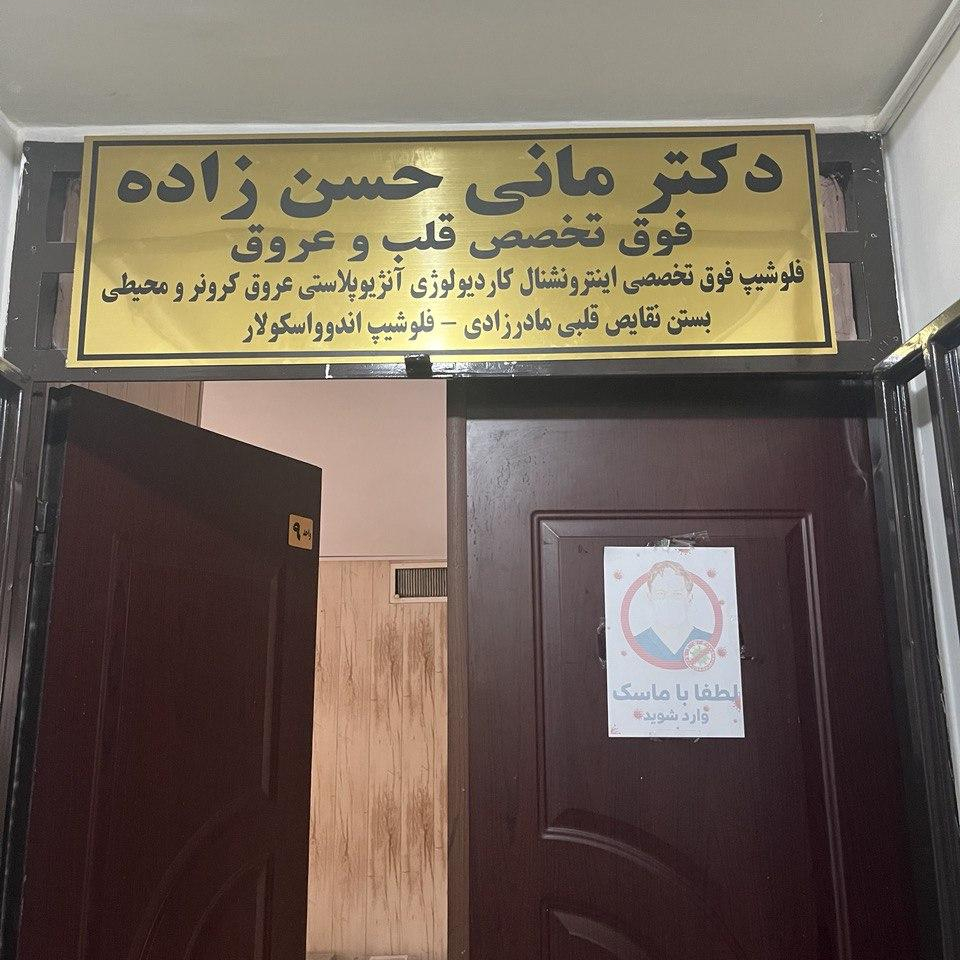 دکتر مانی حسن زاده
فوق تخصص قلب و عروق
فلوشیپ فوق تخصصی اینترونشنال کاردیولوژی آنژیوپلاستی عروق کرونر و محیطی
بستن نقایص قلبی مادرزادی - فلوشیپ اندوواسکولار
واحد ۹
لطفا با ماسک
وارد شوید